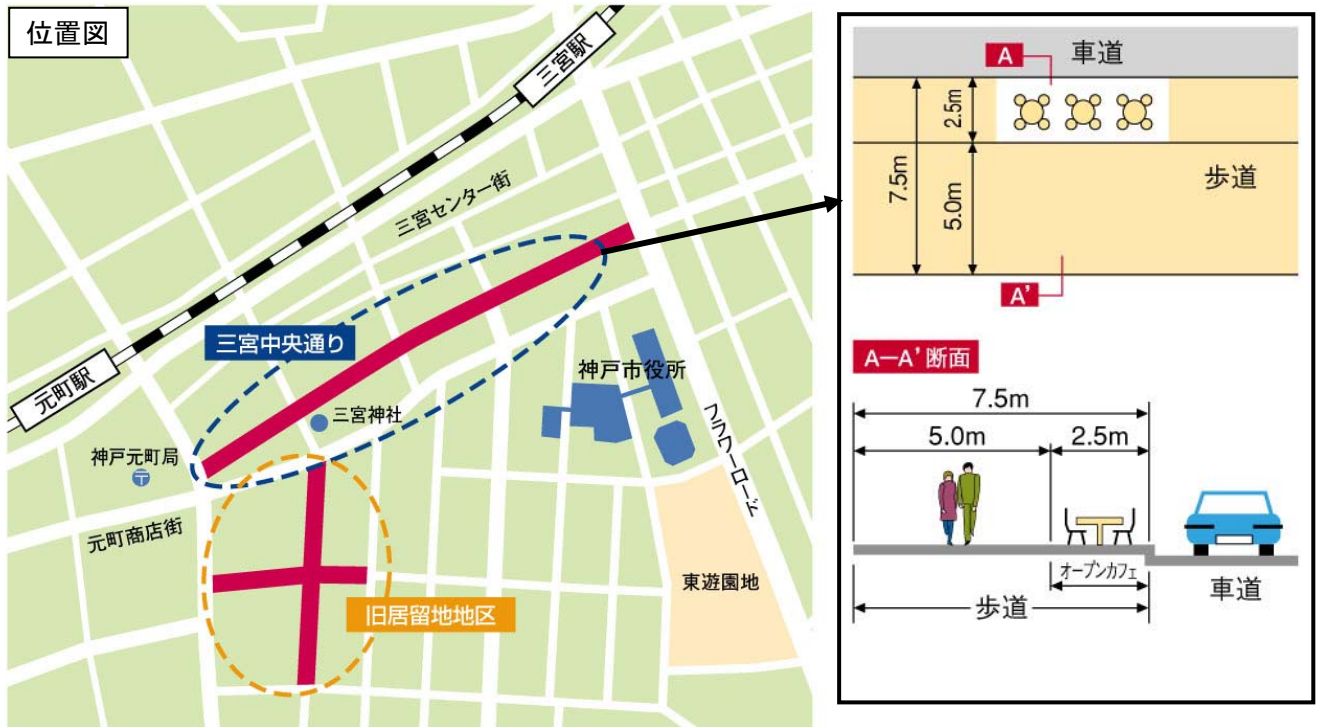 位置図
三宮駅
三宮センター街
三宮中央通り
元町駅
三宮神社
神戸市役所
神戸元町局
〒
フラワーロード
元町商店街
東遊園地
旧居留地地区
A
車道
2.5m
7.5m
5.0m
歩道
A'
A-A'断面
7.5m
5.0m
2.5m
オープンカフェ
歩道
車道